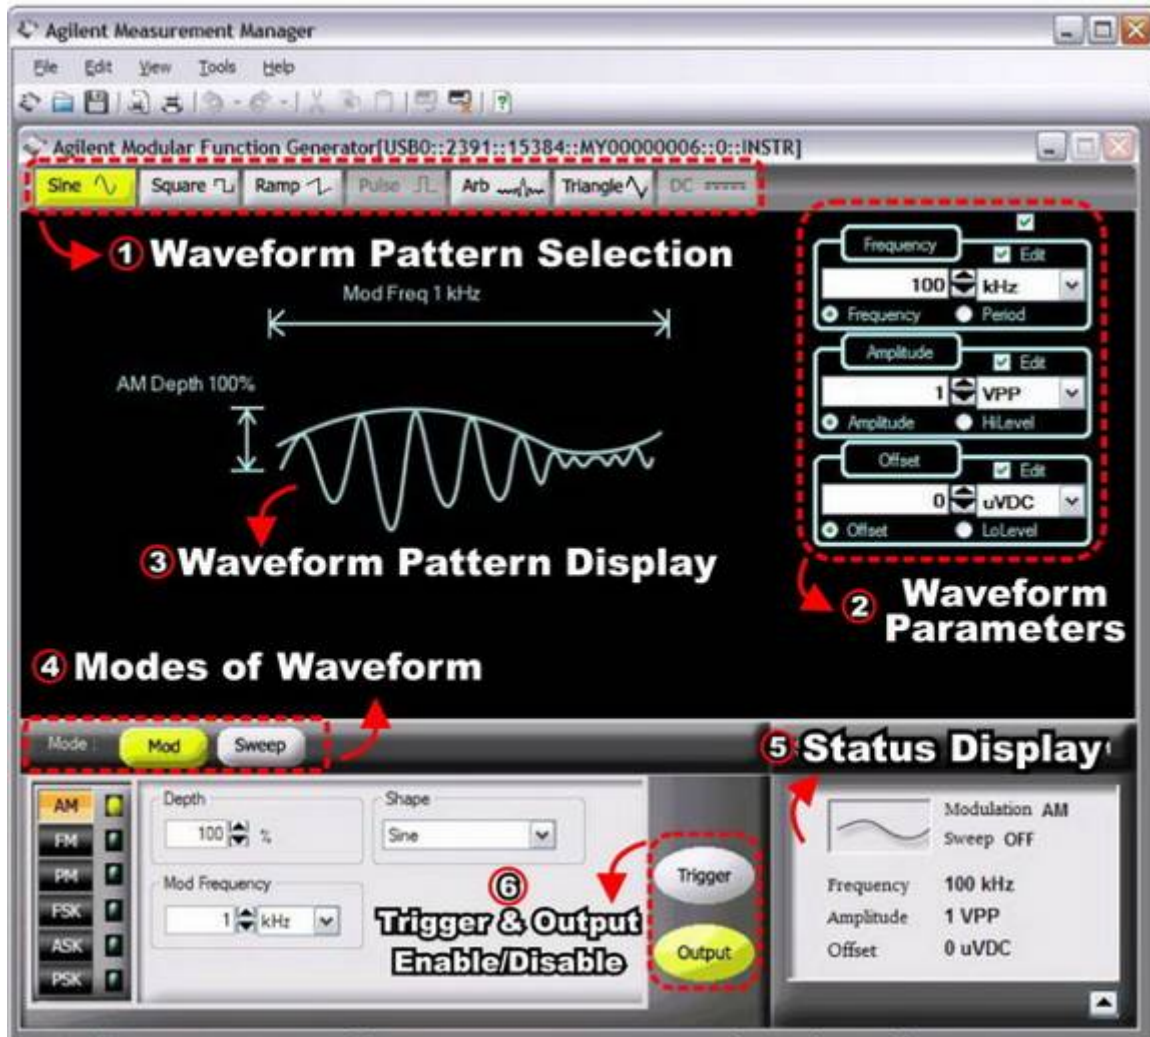 Agilent Measurement Manager
File Edit View Tools Help
Agilent Modular Function Generator[USB0::2391::15384::MY00000006::0::INSTR]
Sine Square Ramp Pulse Arb Triangle DC
① Waveform Pattern Selection
Mod Freq 1 kHz
AM Depth 100%
③ Waveform Pattern Display
Frequency
Edit
100 kHz
Frequency Period
Amplitude
Edit
1 VPP
Amplitude HiLevel
Offset
Edit
0 uVDC
Offset LoLevel
② Waveform
Parameters
④ Modes of Waveform
Mode : Mod Sweep
⑤ Status Display
AM
FM
PM
FSK
ASK
PSK
Depth
100 %
Shape
Sine
Mod Frequency
1 kHz
⑥
Trigger & Output
Enable/Disable
Trigger
Output
Modulation AM
Sweep OFF
Frequency 100 kHz
Amplitude 1 VPP
Offset 0 uVDC